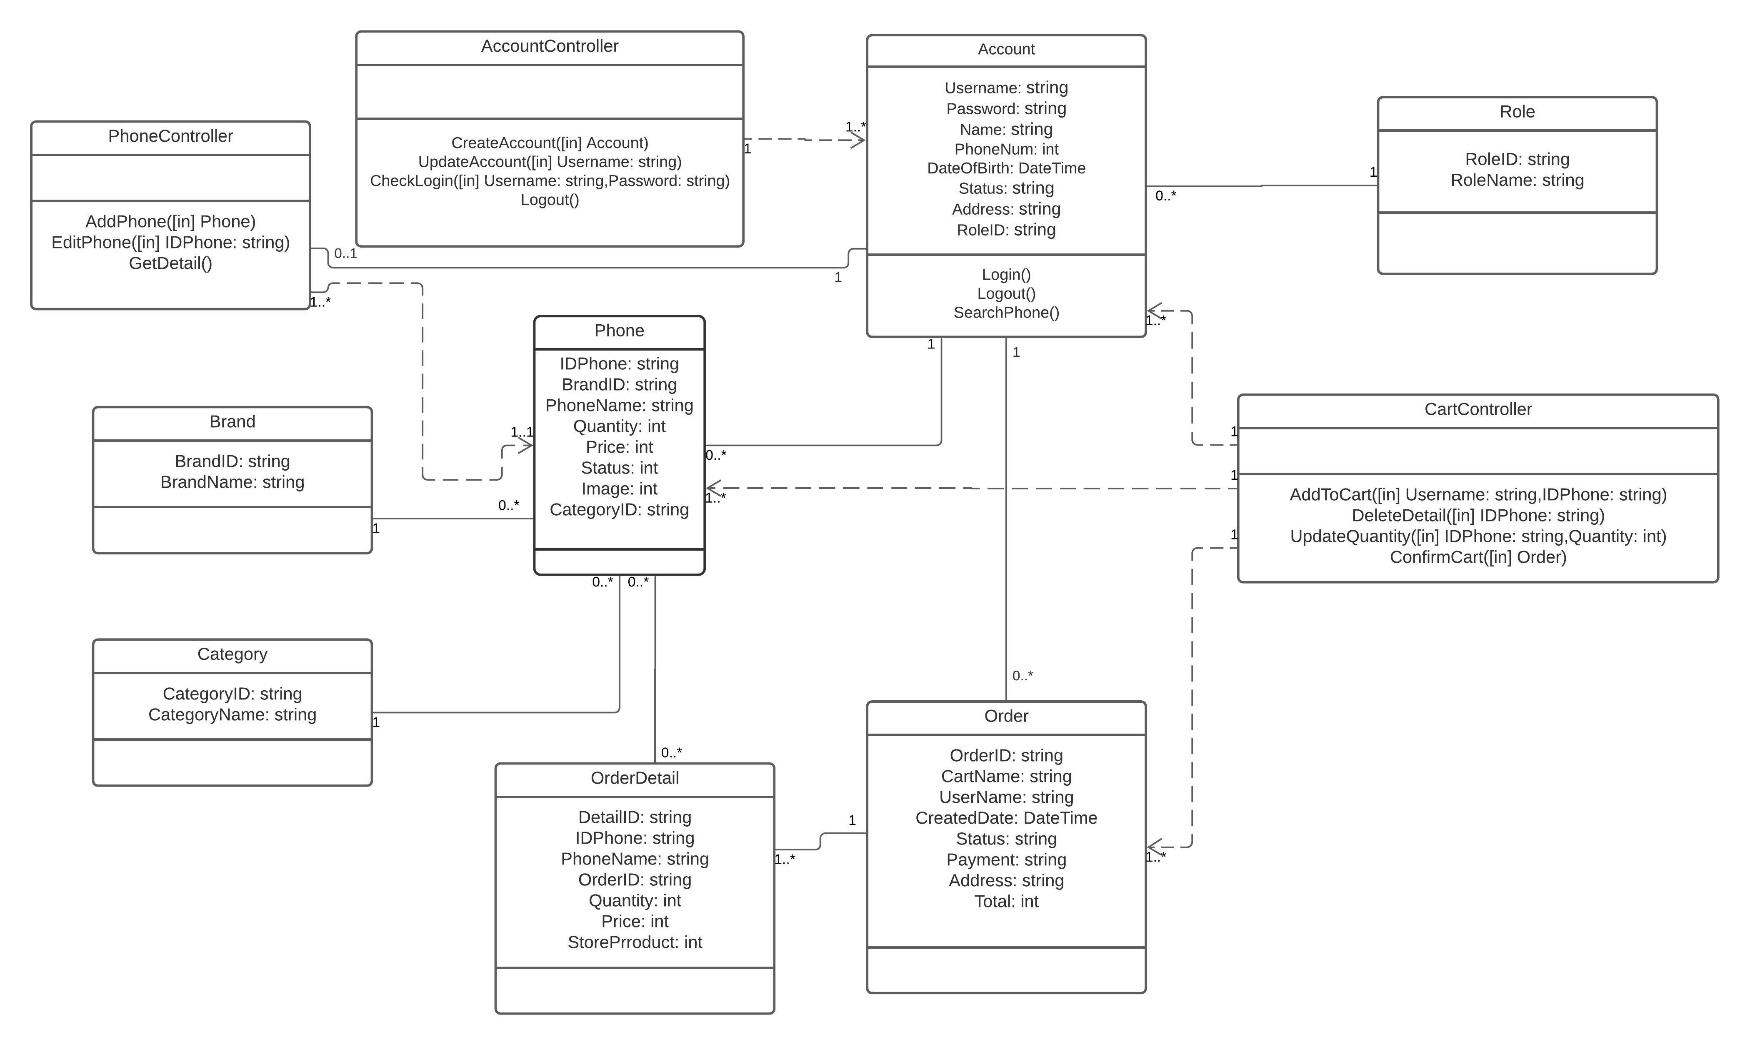 AccountController
CreateAccount([in] Account)
UpdateAccount([in] Username: string)
CheckLogin([in] Username: string,Password: string)
Logout()
1
1..*
Account
Username: string
Password: string
Name: string
PhoneNum: int
DateOfBirth: DateTime
Status: string
Address: string
RoleID: string
Login()
Logout()
SearchPhone()
0..*
1
Role
RoleID: string
RoleName: string
PhoneController
AddPhone([in] Phone)
EditPhone([in] IDPhone: string)
GetDetail()
0..1
1
1..*
1..1
Phone
IDPhone: string
BrandID: string
PhoneName: string
Quantity: int
Price: int
Status: int
Image: int
CategoryID: string
1
0..*
1
1..*
1
CartController
AddToCart([in] Username: string,IDPhone: string)
DeleteDetail([in] IDPhone: string)
UpdateQuantity([in] IDPhone: string,Quantity: int)
ConfirmCart([in] Order)
1
1..*
1
Brand
BrandID: string
BrandName: string
0..*
1
Category
CategoryID: string
CategoryName: string
1
0..*
0..*
0..*
OrderDetail
DetailID: string
IDPhone: string
PhoneName: string
OrderID: string
Quantity: int
Price: int
StorePrroduct: int
1..*
1
0..*
Order
OrderID: string
CartName: string
UserName: string
CreatedDate: DateTime
Status: string
Payment: string
Address: string
Total: int
1..*